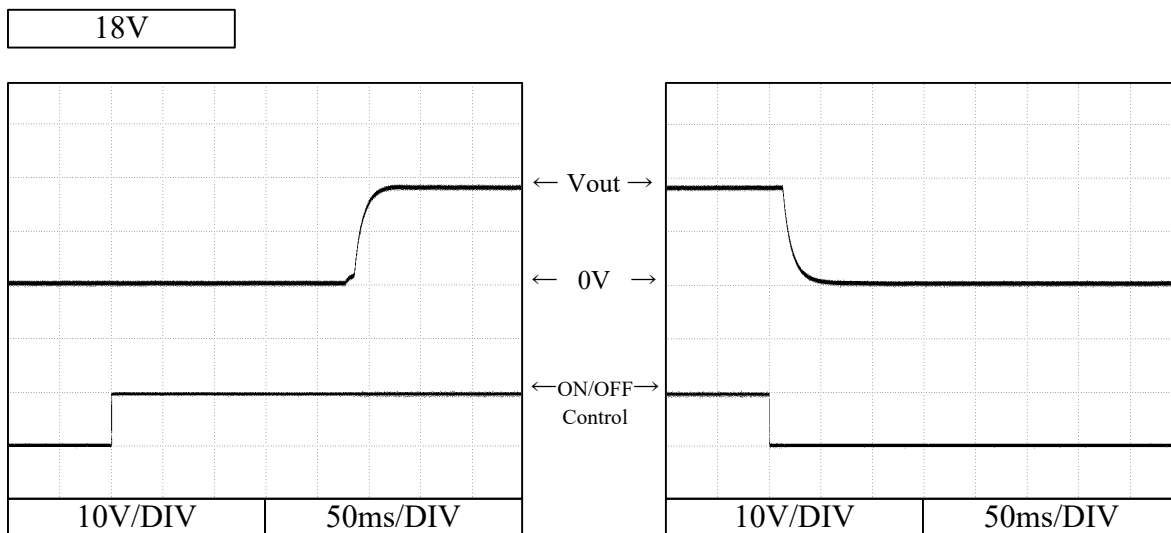 18V
← Vout →
← 0V →
←ON/OFF→
Control
10V/DIV 50ms/DIV
10V/DIV 50ms/DIV